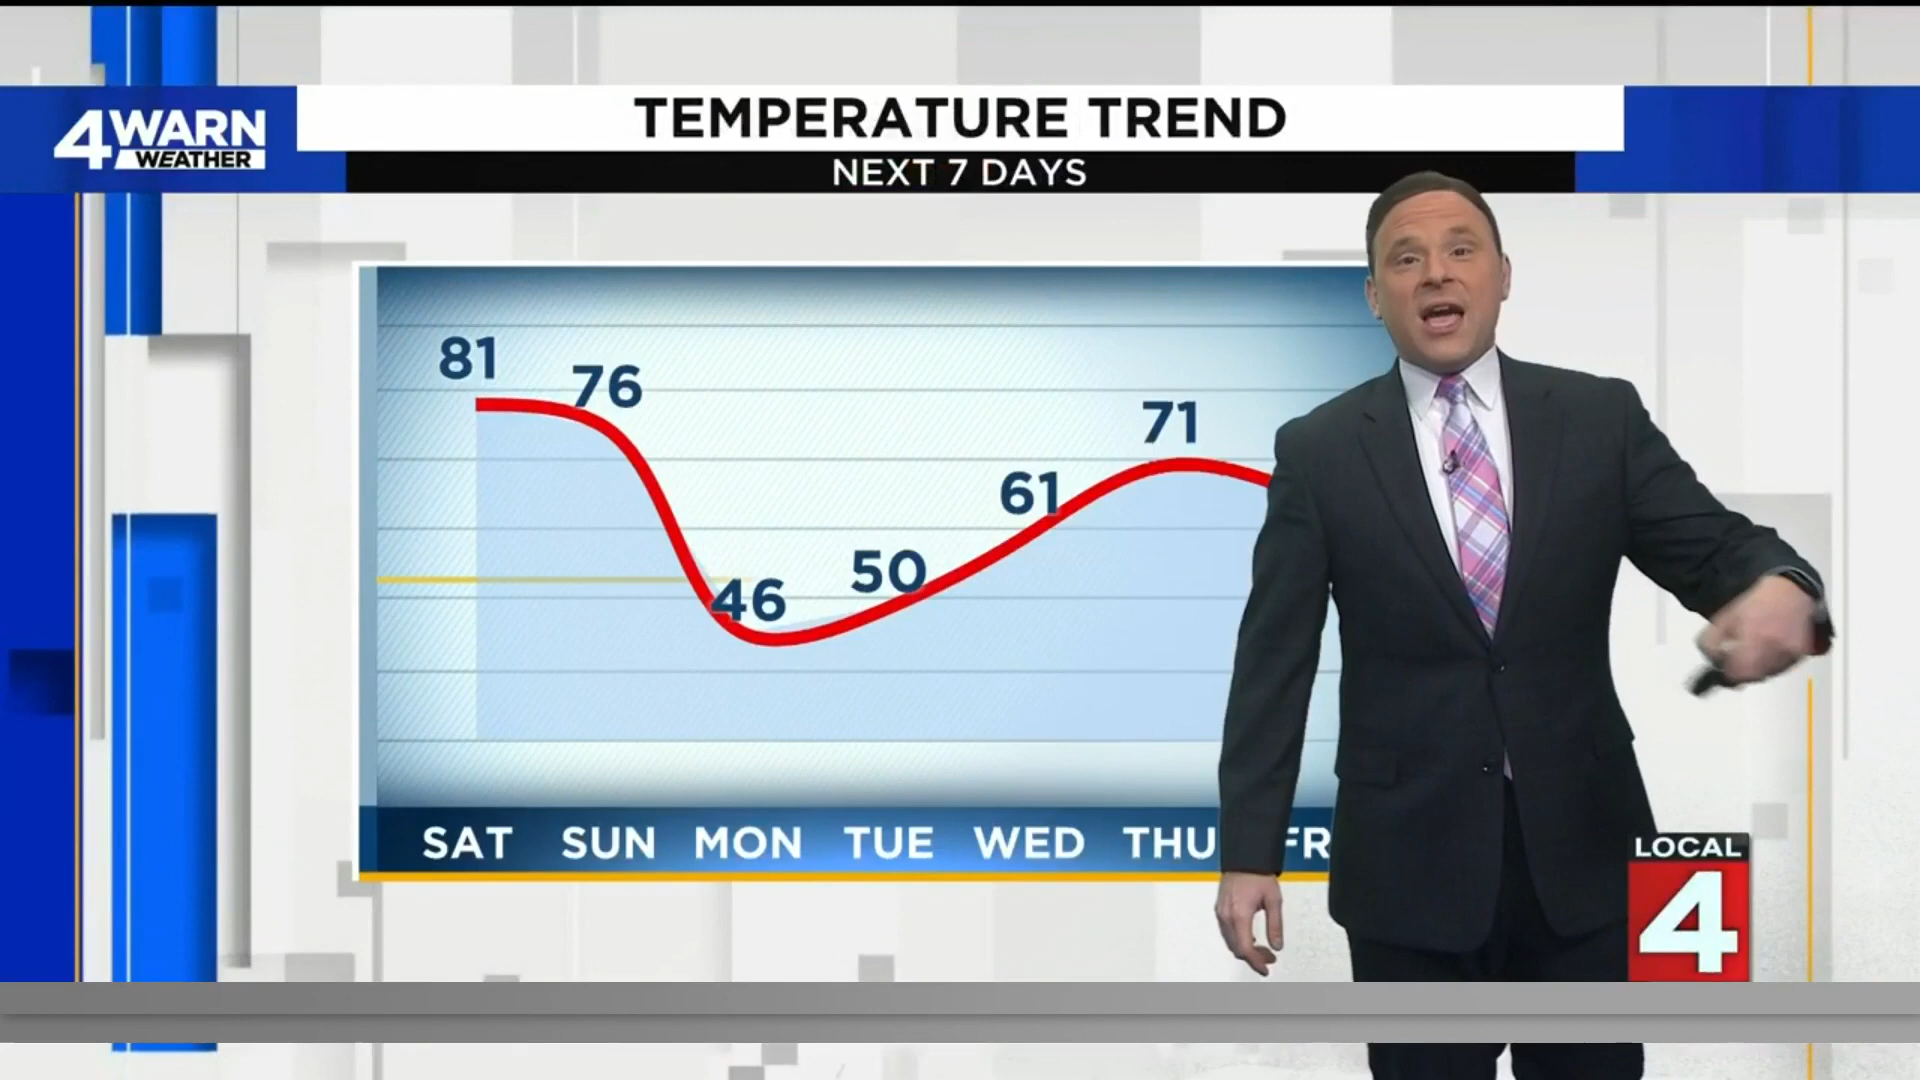 4WARN
WEATHER
TEMPERATURE TREND
NEXT 7 DAYS
81
76
46
50
61
71
SAT SUN MON TUE WED THU FR
LOCAL
4